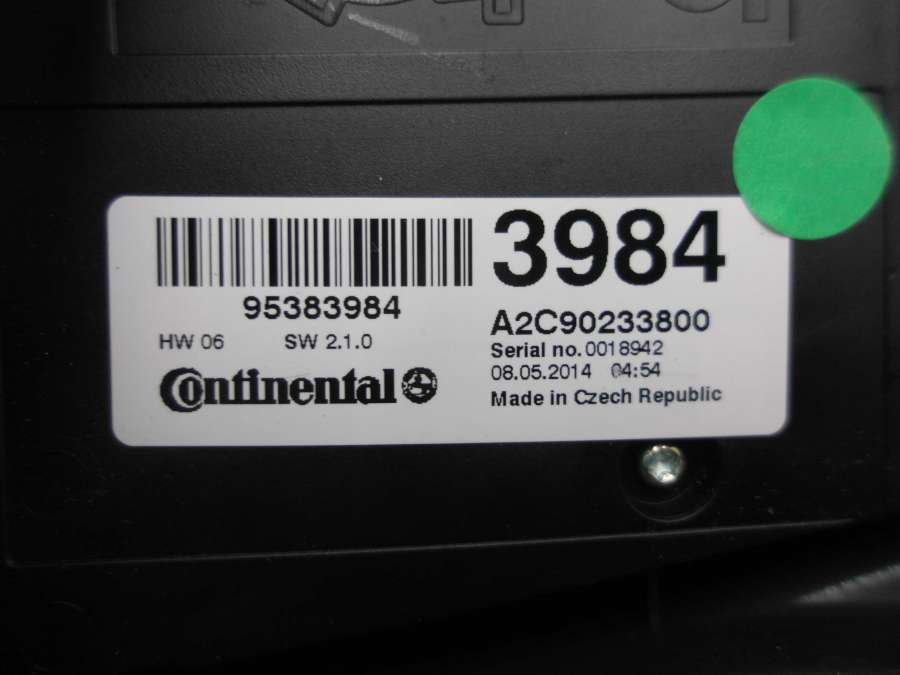 95383984
HW 06 SW 2.1.0
Continental
3984
A2C90233800
Serial no. 0018942
08.05.2014 04:54
Made in Czech Republic